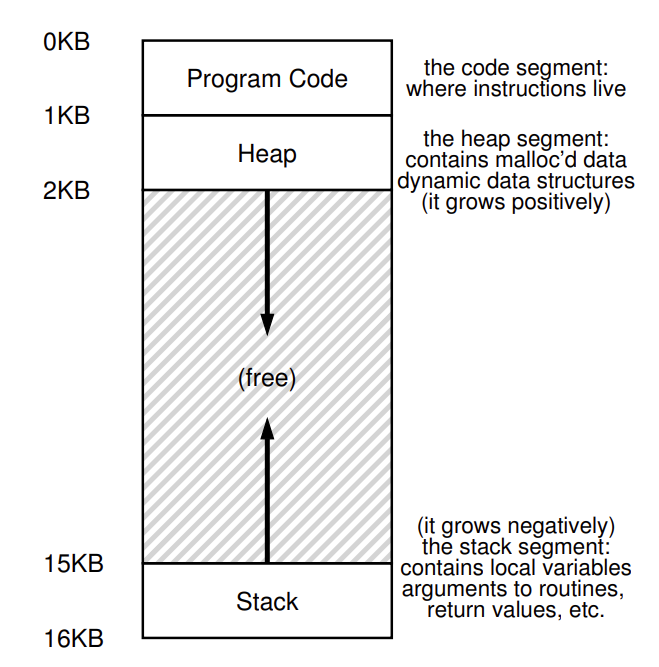 0KB
Program Code
the code segment:
where instructions live
1KB
Heap
the heap segment:
contains malloc'd data
dynamic data structures
(it grows positively)
2KB
(free)
(it grows negatively)
the stack segment:
contains local variables
arguments to routines,
return values, etc.
15KB
Stack
16KB